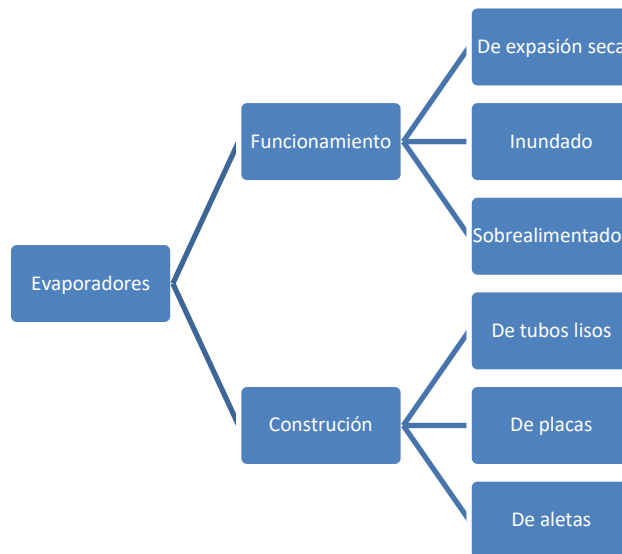 De expasión seca
Funcionamiento
Inundado
Sobrealimentado
Evaporadores
De tubos lisos
Construción
De placas
De aletas